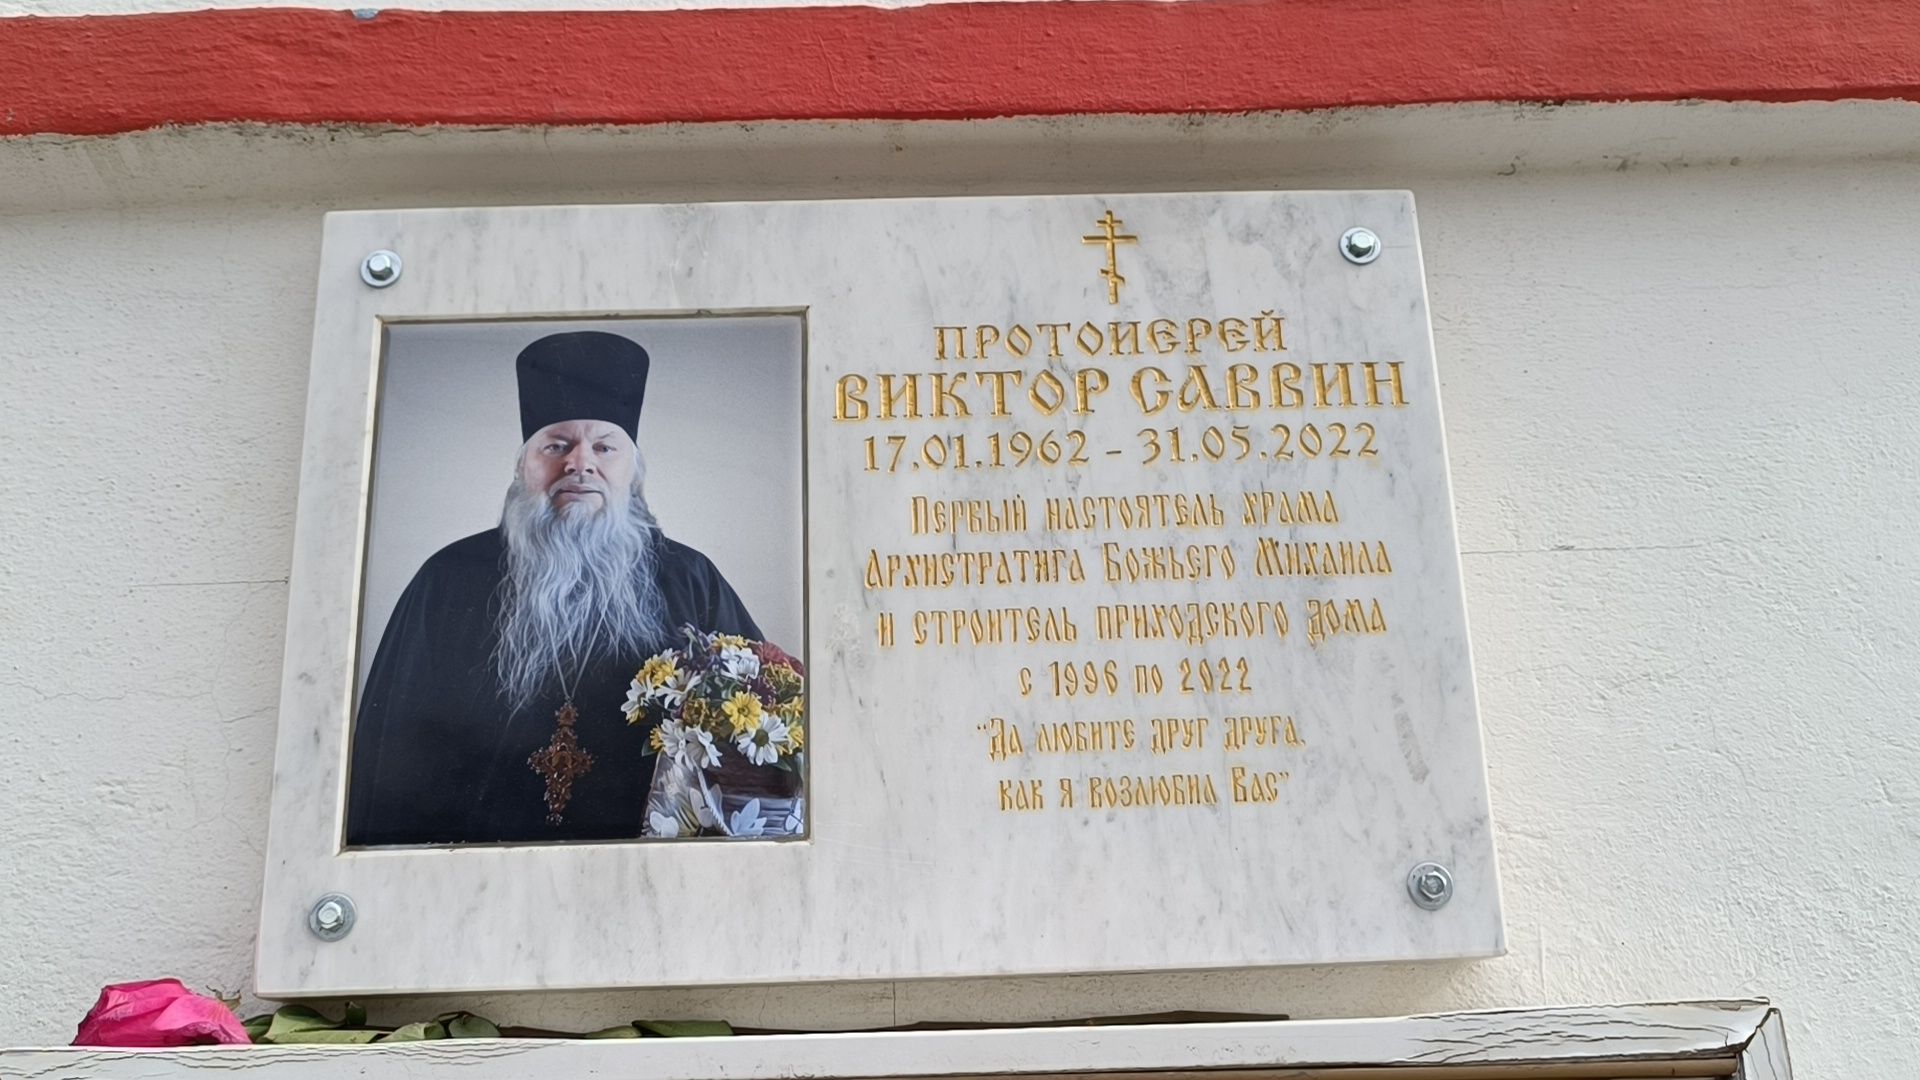 ПРОТОИЕРЕЙ
ВИКТОР САВВИН
17.01.1962 - 31.05.2022
Первый настоятель храма
Архистратига Божьего Михаила
и строитель приходского дома
с 1996 по 2022
"Да любите друг друга,
как я возлюбил Вас"